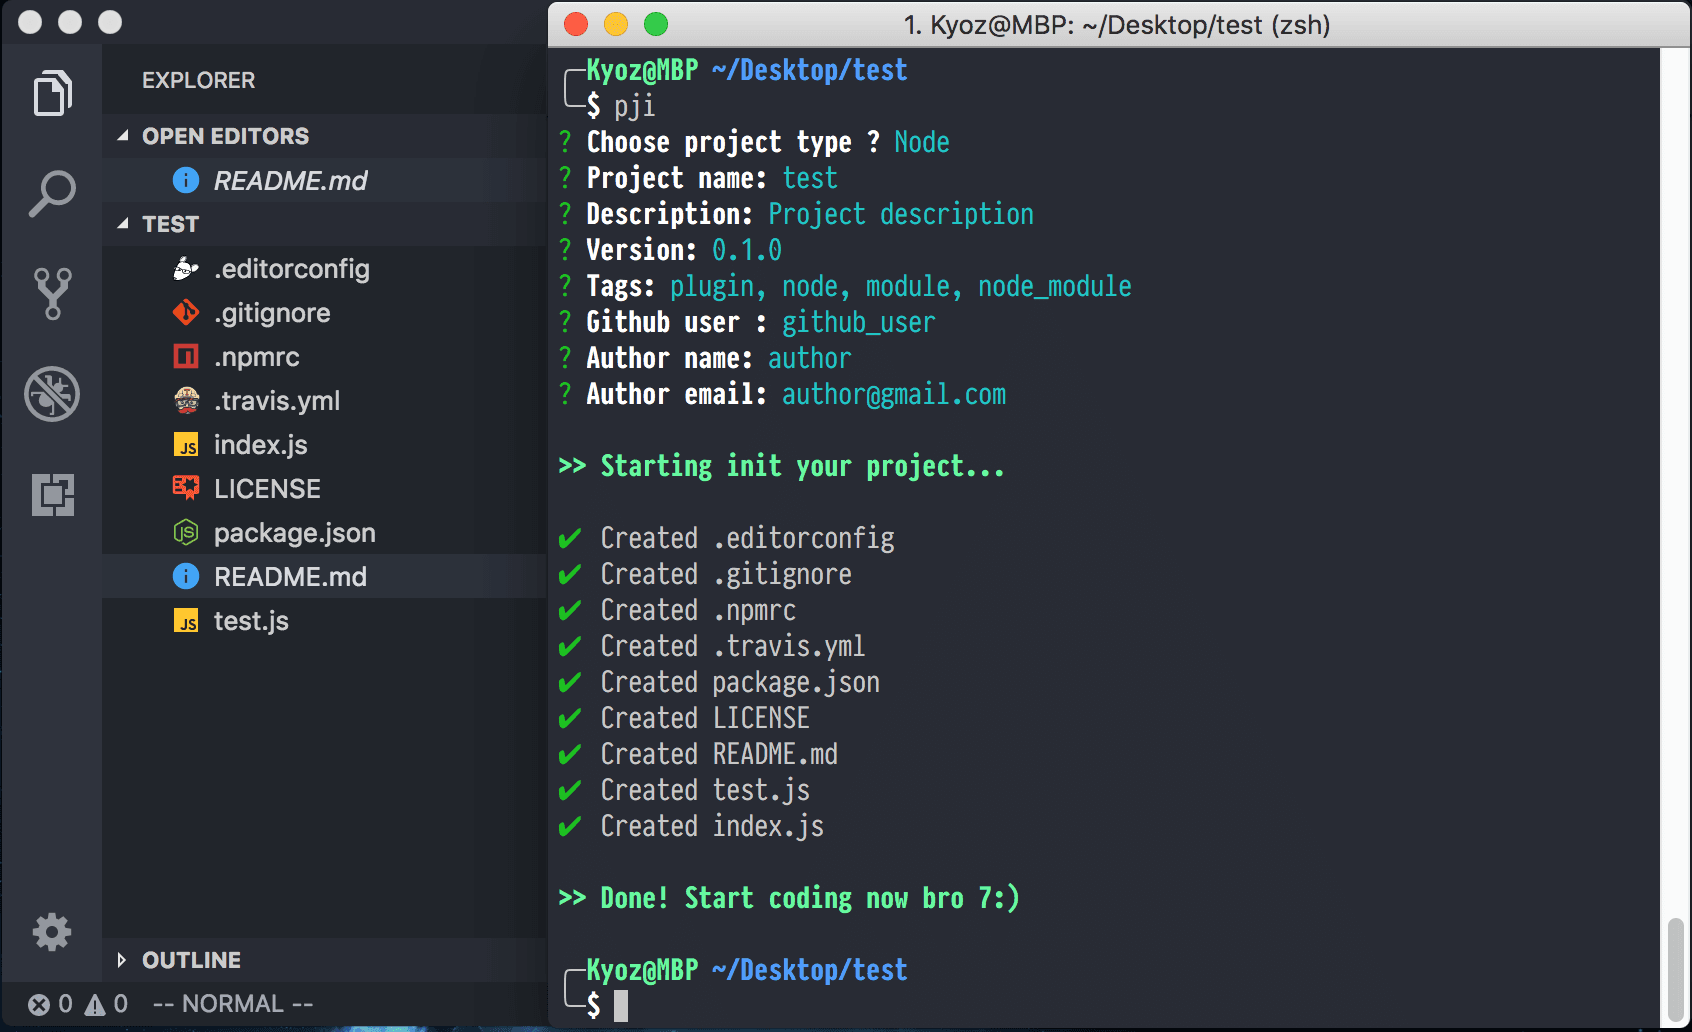 EXPLORER
OPEN EDITORS
README.md
TEST
.editorconfig
.gitignore
.npmrc
.travis.yml
JS index.js
LICENSE
JS package.json
README.md
JS test.js
OUTLINE
0 0 -- NORMAL --
1. Kyoz@MBP: ~/Desktop/test (zsh)
Kyoz@MBP ~/Desktop/test
$ pji
? Choose project type ? Node
? Project name: test
? Description: Project description
? Version: 0.1.0
? Tags: plugin, node, module, node_module
? Github user : github_user
? Author name: author
? Author email: author@gmail.com
>> Starting init your project...
✔ Created .editorconfig
✔ Created .gitignore
✔ Created .npmrc
✔ Created .travis.yml
✔ Created package.json
✔ Created LICENSE
✔ Created README.md
✔ Created test.js
✔ Created index.js
>> Done! Start coding now bro 7:)
Kyoz@MBP ~/Desktop/test
$